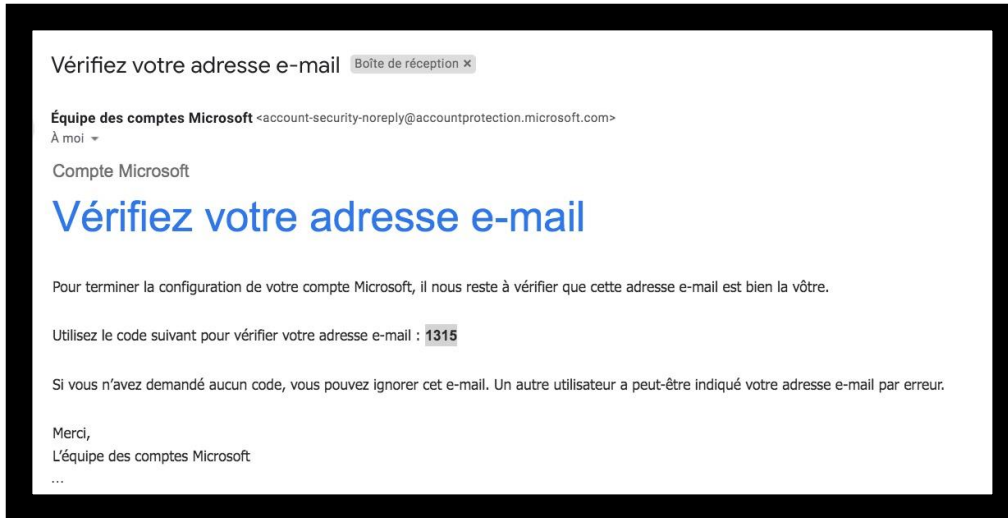 Vérifiez votre adresse e-mail Boîte de réception ×
Équipe des comptes Microsoft <account-security-noreply@accountprotection.microsoft.com>
À moi
Compte Microsoft
Vérifiez votre adresse e-mail
Pour terminer la configuration de votre compte Microsoft, il nous reste à vérifier que cette adresse e-mail est bien la vôtre.
Utilisez le code suivant pour vérifier votre adresse e-mail : 1315
Si vous n’avez demandé aucun code, vous pouvez ignorer cet e-mail. Un autre utilisateur a peut-être indiqué votre adresse e-mail par erreur.
Merci,
L’équipe des comptes Microsoft
...